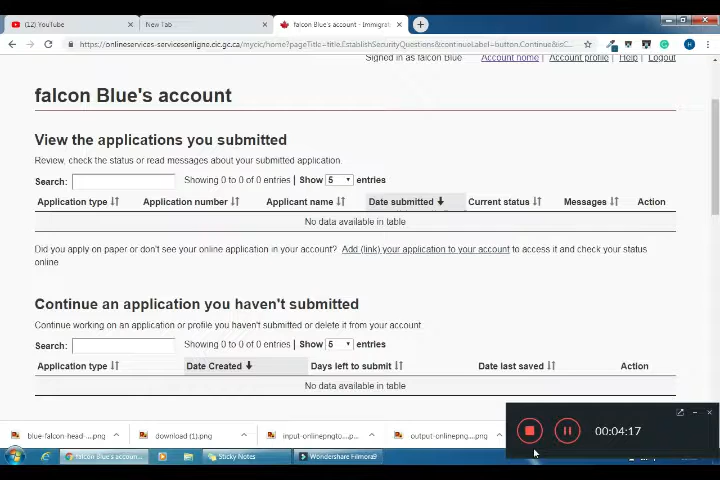 (12) YouTube
New Tab
falcon Blue's account - Immigrat
https://onlineservices-servicesenligne.cic.gc.ca/mycic/home?pageTitle=title.EstablishSecurityQuestions&continueLabel=button.Continue&isC...
Signed in as falcon Blue Account home Account profile Help Logout
falcon Blue's account
View the applications you submitted
Review, check the status or read messages about your submitted application.
Search: Showing 0 to 0 of 0 entries | Show 5 entries
Application type Application number Applicant name Date submitted Current status Messages Action
No data available in table
Did you apply on paper or don't see your online application in your account? Add (link) your application to your account to access it and check your status
online
Continue an application you haven't submitted
Continue working on an application or profile you haven't submitted or delete it from your account.
Search: Showing 0 to 0 of 0 entries | Show 5 entries
Application type Date Created Days left to submit Date last saved Action
No data available in table
00:04:17
blue-falcon-head-....png
download (1).png
input-onlinepngto....png
output-onlinepng....png
falcon Blue's accoun...
Sticky Notes
Wondershare Filmora9